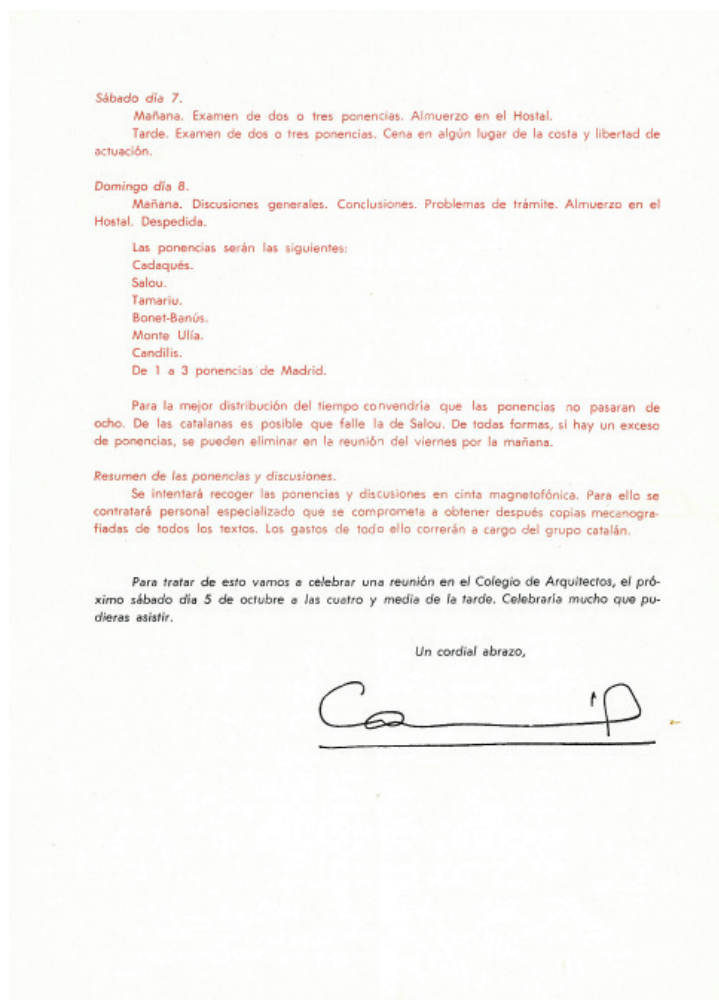 Sábado día 7.
Mañana. Examen de dos o tres ponencias. Almuerzo en el Hostal.
Tarde. Examen de dos o tres ponencias. Cena en algún lugar de la costa y libertad de
actuación.
Domingo día 8.
Mañana. Discusiones generales. Conclusiones. Problemas de trámite. Almuerzo en el
Hostal. Despedida.
Las ponencias serán las siguientes:
Cadaqués.
Salou.
Tamariu.
Bonet-Banús.
Monte Ulía.
Candilis.
De 1 a 3 ponencias de Madrid.
Para la mejor distribución del tiempo convendría que las ponencias no pasaran de
ocho. De las catalanas es posible que falle la de Salou. De todas formas, si hay un exceso
de ponencias, se pueden eliminar en la reunión del viernes por la mañana.
Resumen de las ponencias y discusiones.
Se intentará recoger las ponencias y discusiones en cinta magnetofónica. Para ello se
contratará personal especializado que se comprometa a obtener después copias mecanogra-
fiadas de todos los textos. Los gastos de todo ello correrán a cargo del grupo catalán.
Para tratar de esto vamos a celebrar una reunión en el Colegio de Arquitectos, el pró-
ximo sábado día 5 de octubre a las cuatro y media de la tarde. Celebraría mucho que pu-
dieras asistir.
Un cordial abrazo,